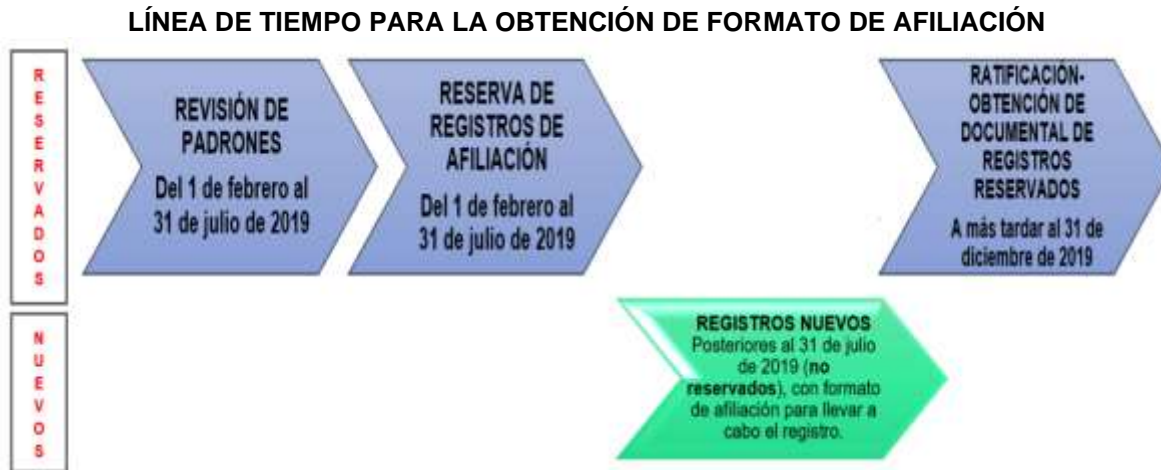 LÍNEA DE TIEMPO PARA LA OBTENCIÓN DE FORMATO DE AFILIACIÓN
RESERVADOS
REVISIÓN DE
PADRONES
Del 1 de febrero al
31 de julio de 2019
RESERVA DE
REGISTROS DE
AFILIACIÓN
Del 1 de febrero al
31 de julio de 2019
RATIFICACIÓN-
OBTENCIÓN DE
DOCUMENTAL DE
REGISTROS
RESERVADOS
A más tardar al 31 de
diciembre de 2019
NUEVOS
REGISTROS NUEVOS
Posteriores al 31 de julio
de 2019 (no
reservados), con formato
de afiliación para llevar a
cabo el registro.